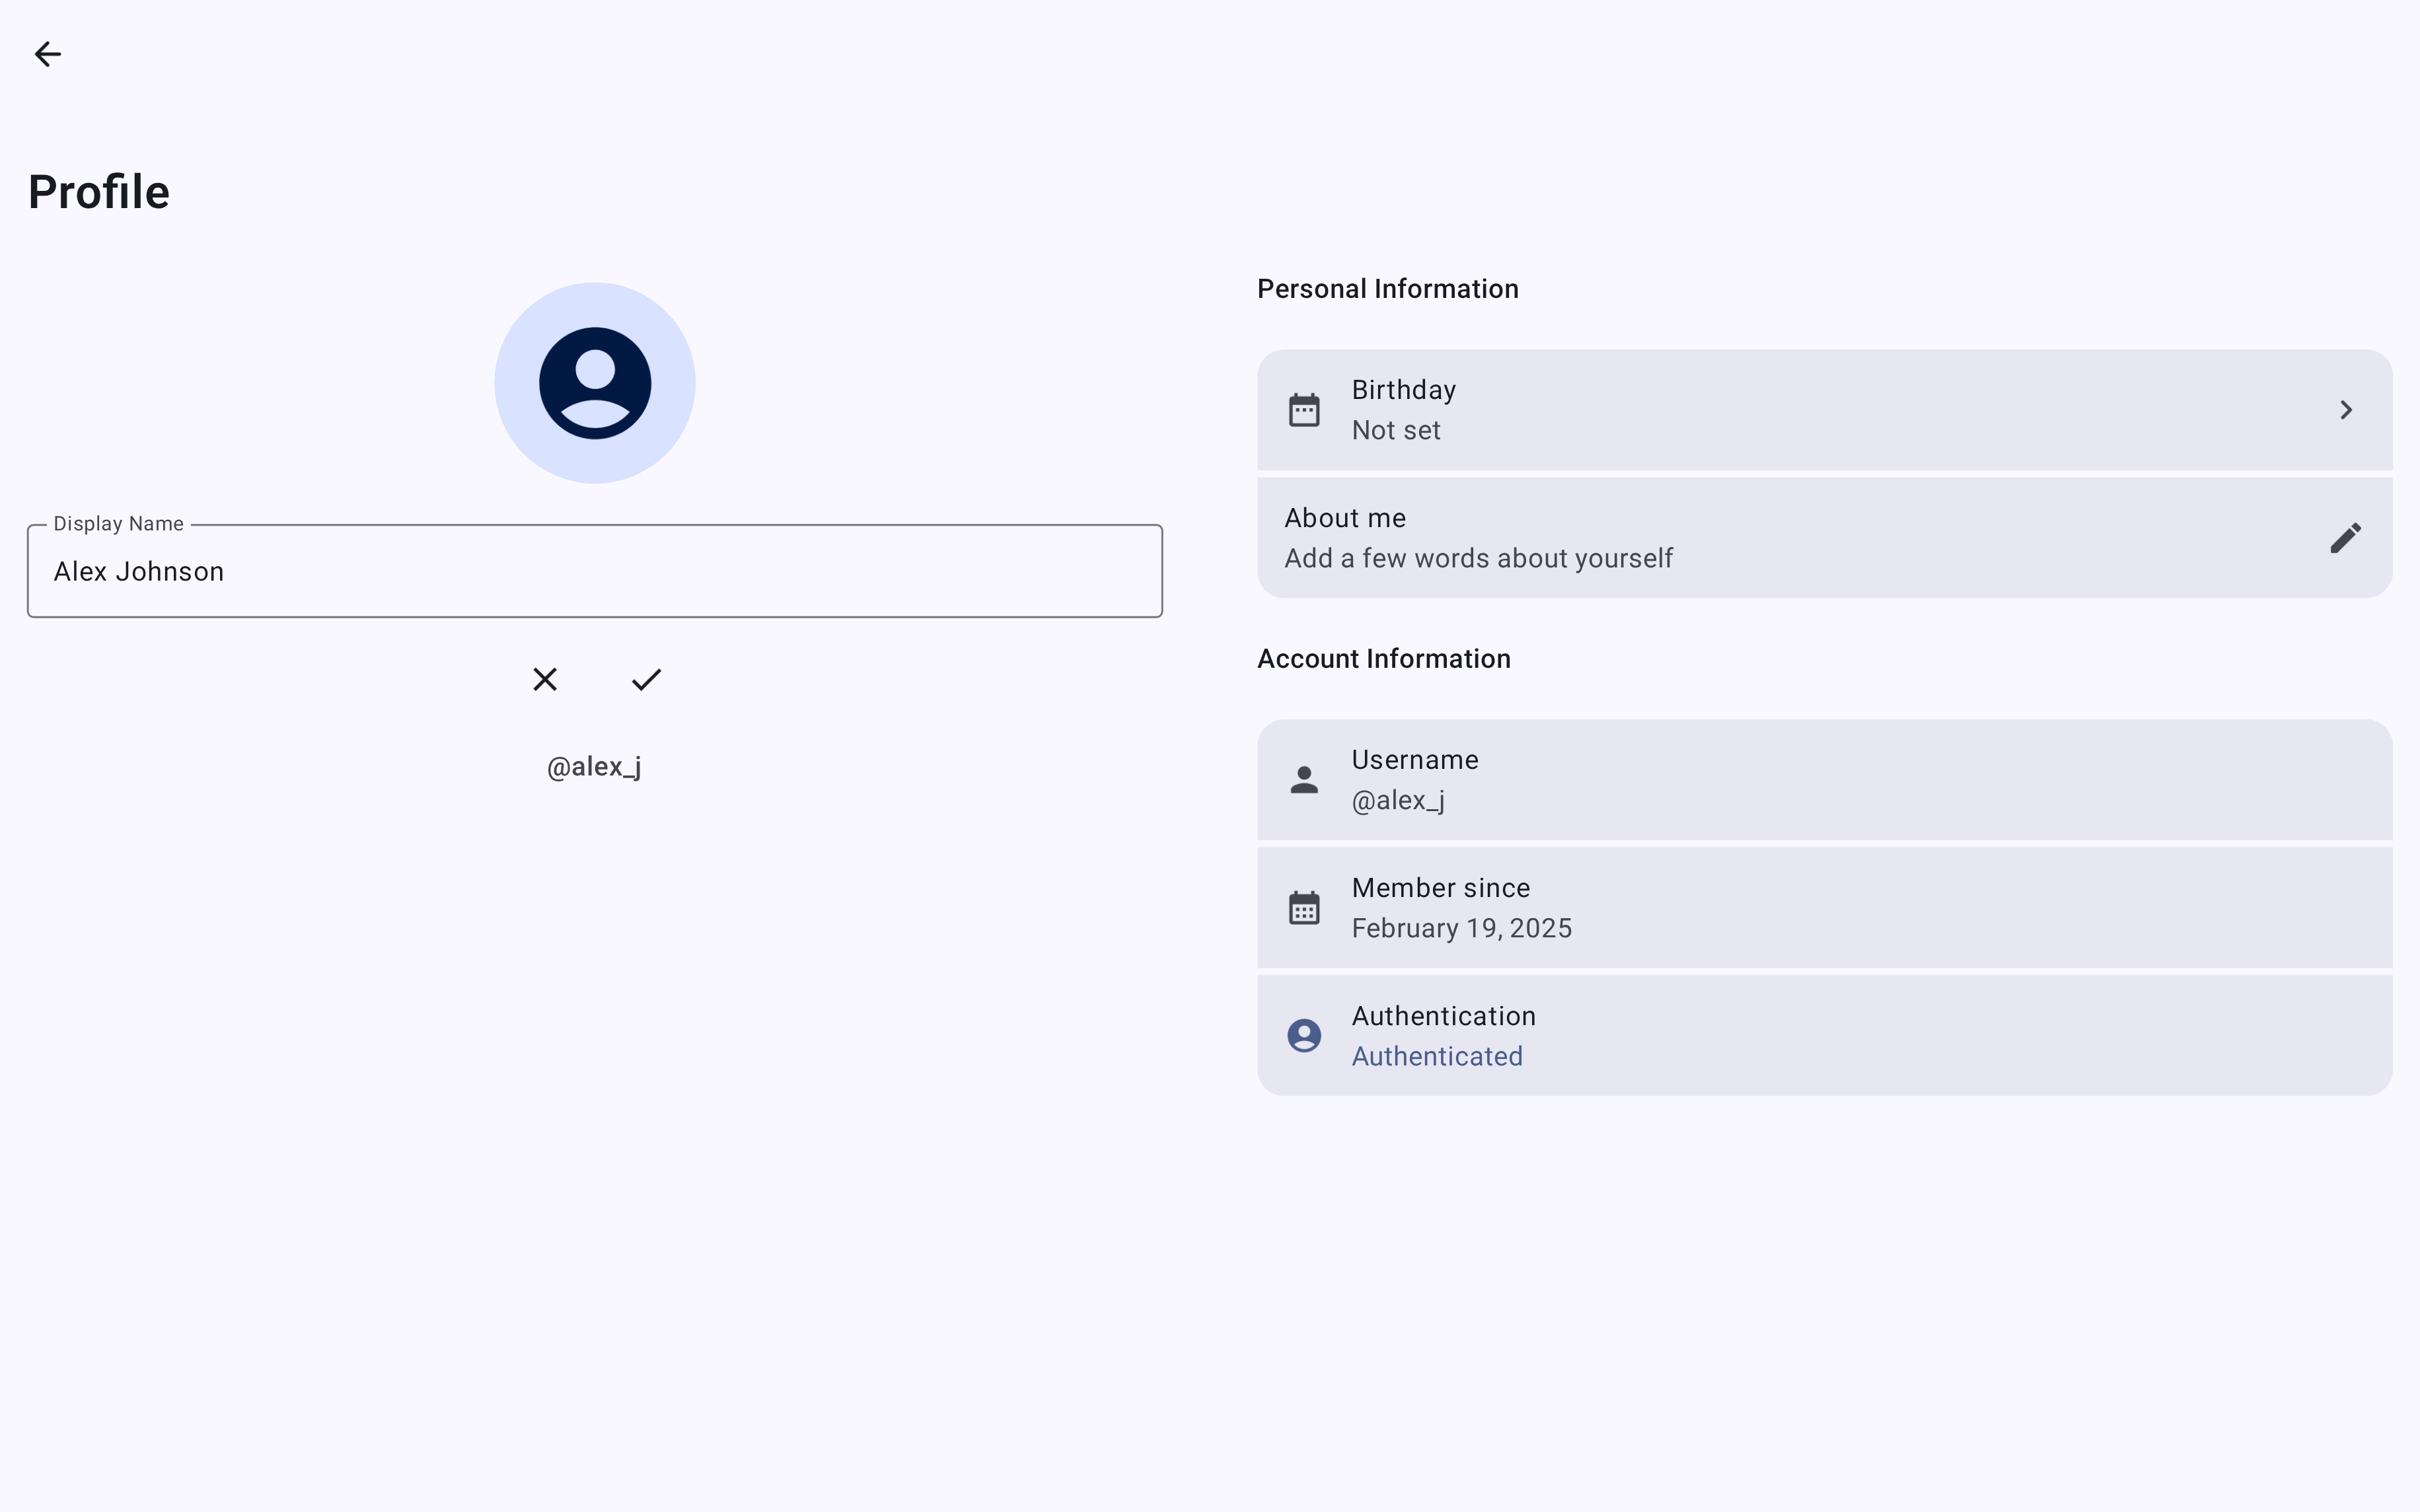 Profile
Display Name
Alex Johnson
@alex_j
Personal Information
Birthday
Not set
About me
Add a few words about yourself
Account Information
Username
@alex_j
Member since
February 19, 2025
Authentication
Authenticated